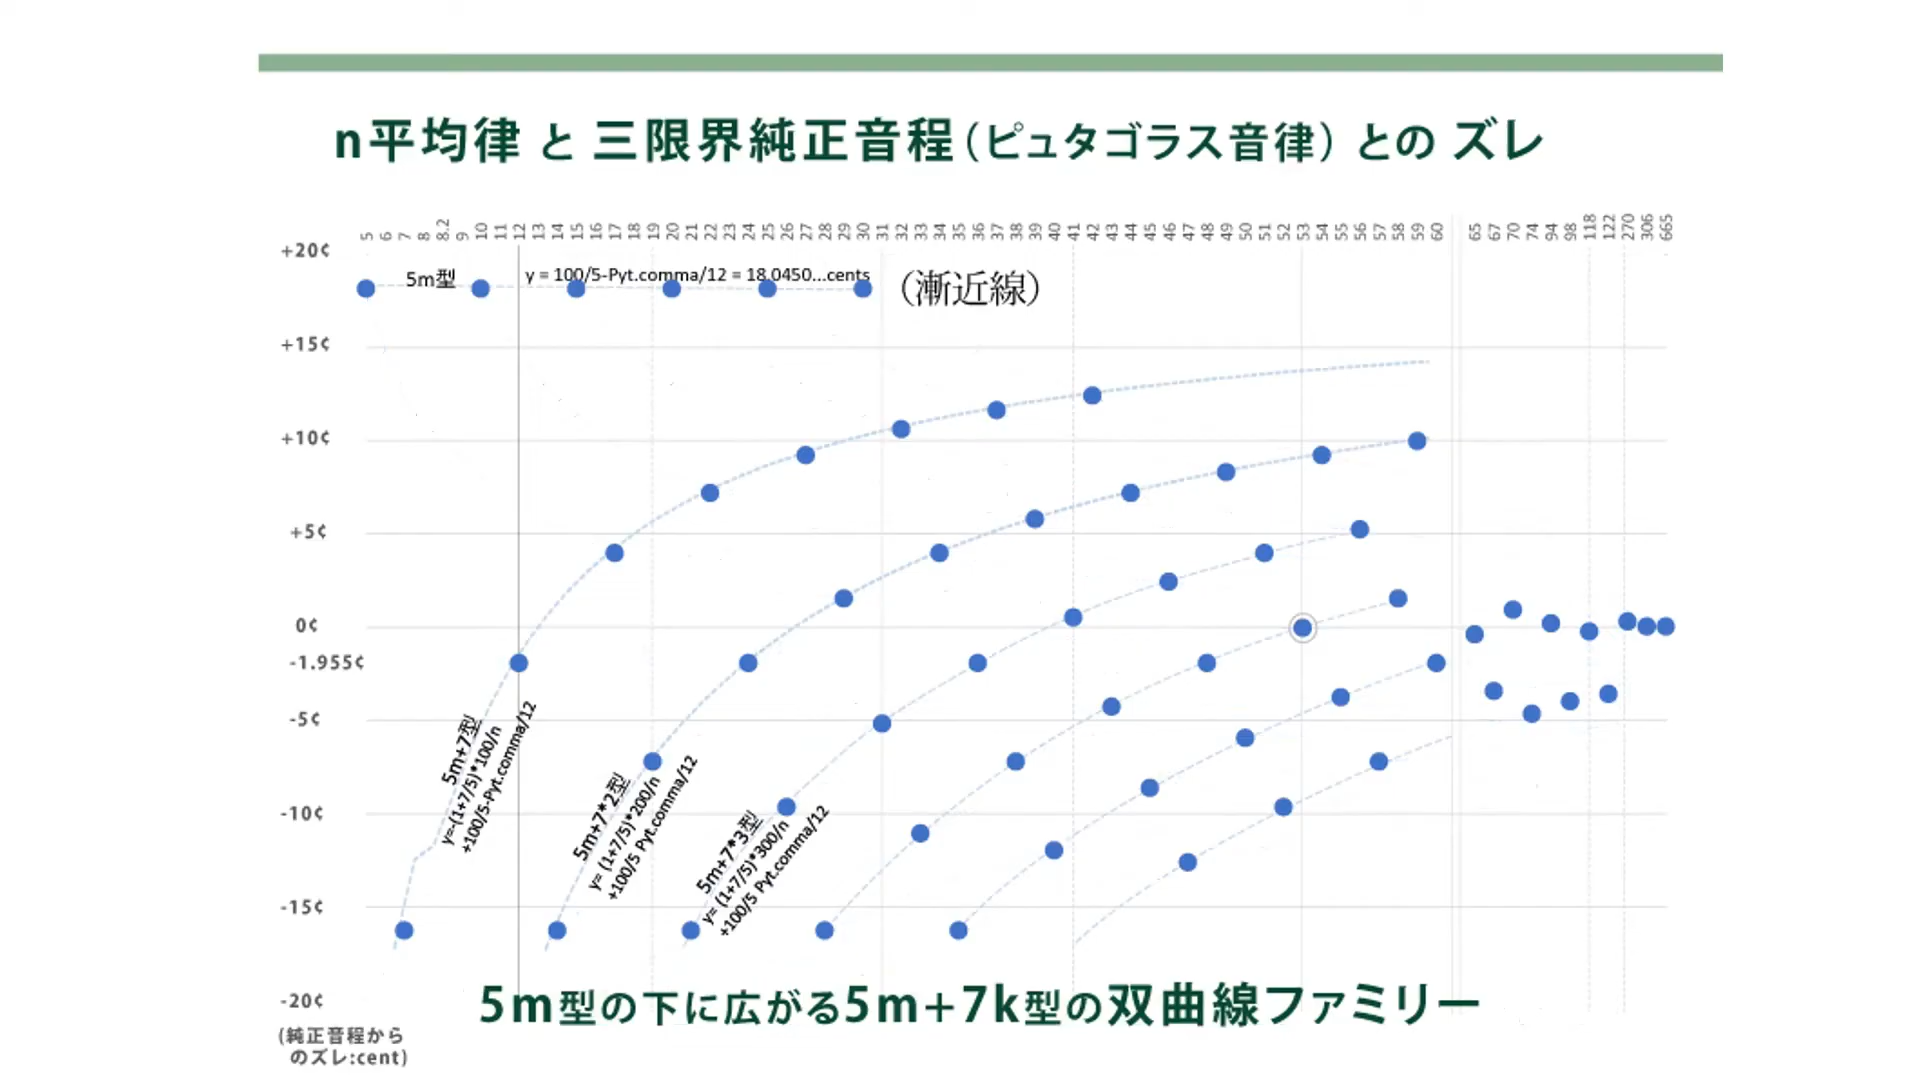 n平均律 と 三限界純正音程(ピュタゴラス音律) との ズレ
5 6 7 8 8.2 9 10 11 12 13 14 15 16 17 18 19 20 21 22 23 24 25 26 27 28 29 30 31 32 33 34 35 36 37 38 39 40 41 42 43 44 45 46 47 48 49 50 51 52 53 54 55 56 57 58 59 60 65 67 70 74 94 98 118 122 270 306 665
+20¢
5m型 y = 100/5-Pyt.comma/12 = 18.0450...cents (漸近線)
+15¢
+10¢
+5¢
0¢
-1.955¢
-5¢
-10¢
-15¢
-20¢
(純正音程から
のズレ:cent)
5m+7型
y=-(1+7/5)*100/n
+100/5-Pyt.comma/12
5m+7*2型
y= (1+7/5)*200/n
+100/5 Pyt.comma/12
5m+7*3型
y= (1+7/5)*300/n
+100/5 Pyt.comma/12
5m型の下に広がる5m+7k型の双曲線ファミリー